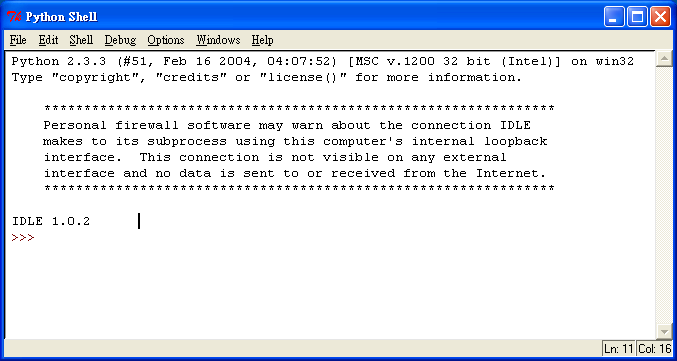 Python Shell
File Edit Shell Debug Options Windows Help
Python 2.3.3 (#51, Feb 16 2004, 04:07:52) [MSC v.1200 32 bit (Intel)] on win32
Type "copyright", "credits" or "license()" for more information.
****************************************************************
Personal firewall software may warn about the connection IDLE
makes to its subprocess using this computer's internal loopback
interface.  This connection is not visible on any external
interface and no data is sent to or received from the Internet.
****************************************************************
IDLE 1.0.2
>>>
Ln: 11 Col: 16